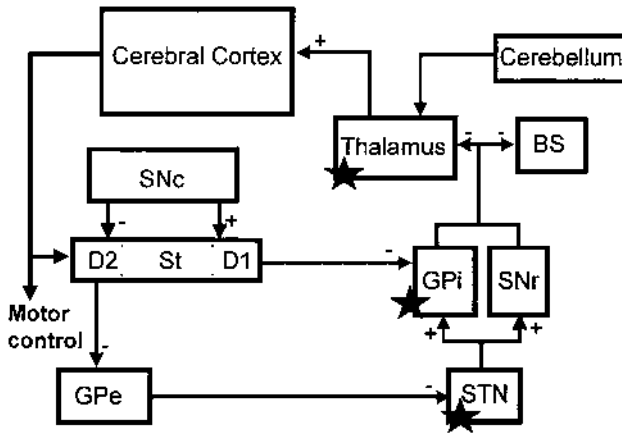 Cerebral Cortex
+
Cerebellum
Thalamus
- -
BS
SNc
- +
D2 St D1
-
GPi
SNr
Motor
control
-
+ +
GPe
-
STN